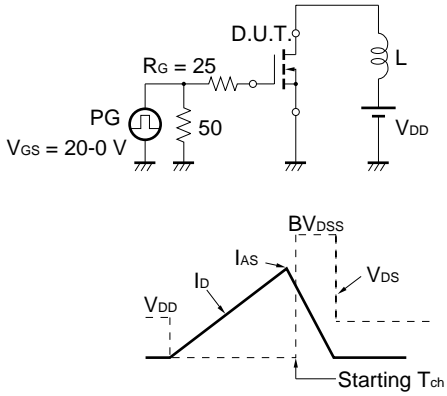 D.U.T.
RG = 25
L
PG
50
VDD
VGS = 20-0 V
BVDSS
IAS
ID
VDS
VDD
Starting Tch